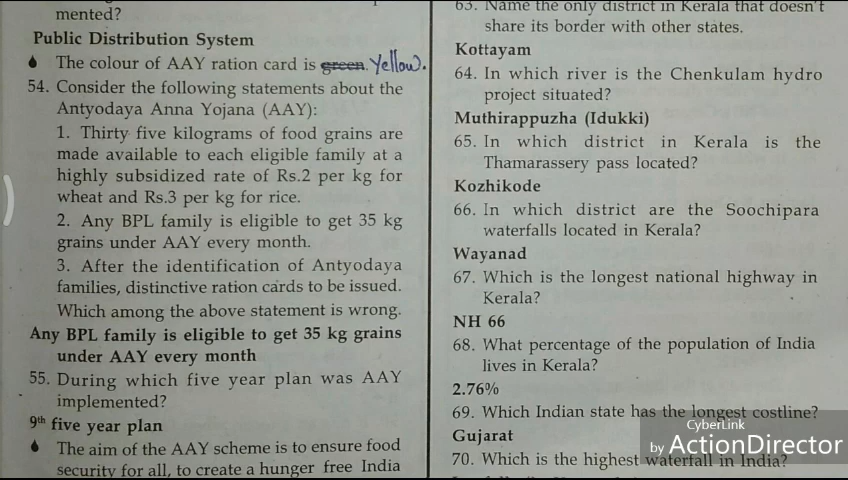 mented?
Public Distribution System
The colour of AAY ration card is green. Yellow.
54. Consider the following statements about the
Antyodaya Anna Yojana (AAY):
1. Thirty five kilograms of food grains are
made available to each eligible family at a
highly subsidized rate of Rs.2 per kg for
wheat and Rs.3 per kg for rice.
2. Any BPL family is eligible to get 35 kg
grains under AAY every month.
3. After the identification of Antyodaya
families, distinctive ration cards to be issued.
Which among the above statement is wrong.
Any BPL family is eligible to get 35 kg grains
under AAY every month
55. During which five year plan was AAY
implemented?
9th five year plan
The aim of the AAY scheme is to ensure food
security for all, to create a hunger free India
63. Name the only district in Kerala that doesn't
share its border with other states.
Kottayam
64. In which river is the Chenkulam hydro
project situated?
Muthirappuzha (Idukki)
65. In which district in Kerala is the
Thamarassery pass located?
Kozhikode
66. In which district are the Soochipara
waterfalls located in Kerala?
Wayanad
67. Which is the longest national highway in
Kerala?
NH 66
68. What percentage of the population of India
lives in Kerala?
2.76%
69. Which Indian state has the longest costline?
Gujarat
70. Which is the highest waterfall in India?
CyberLink
by ActionDirector